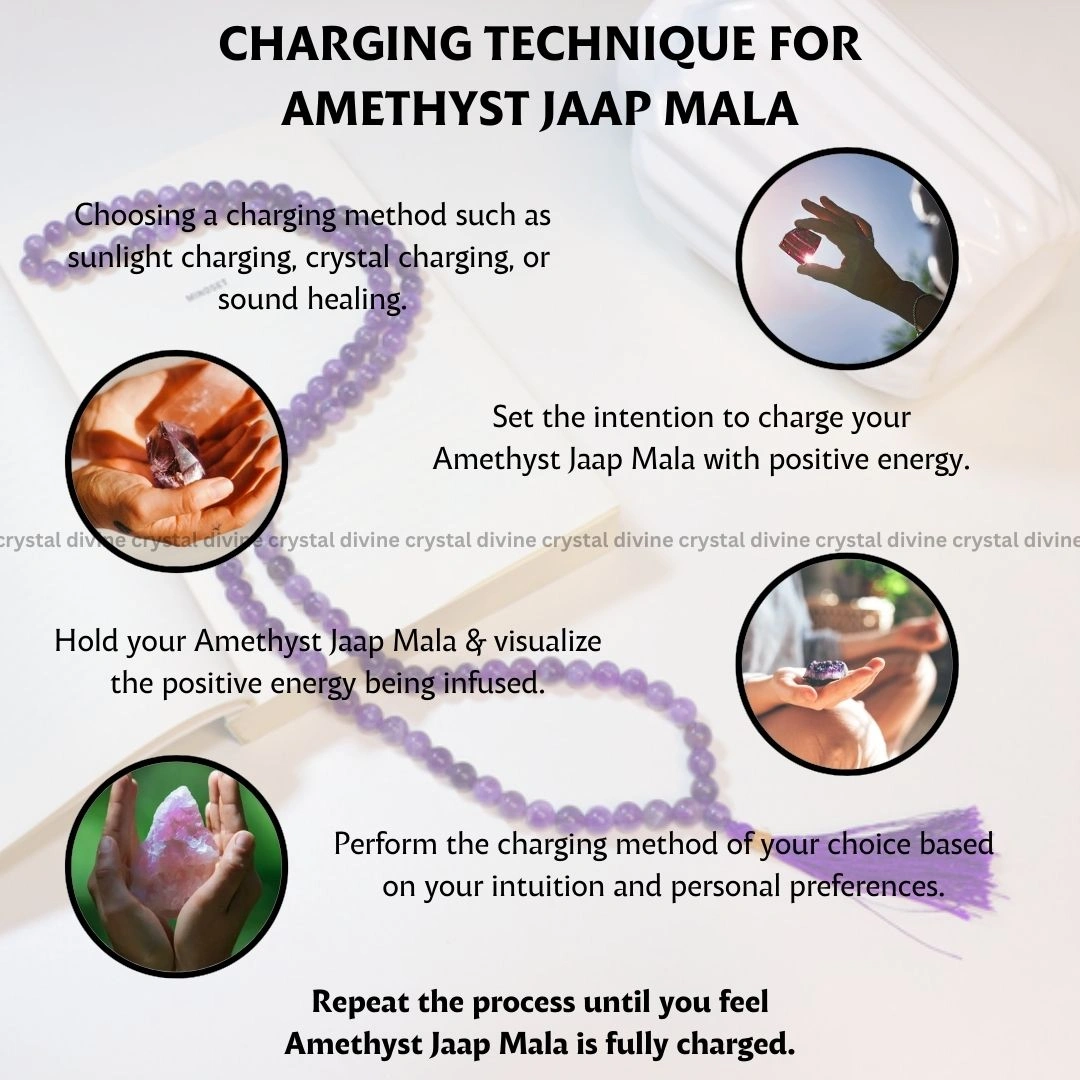 CHARGING TECHNIQUE FOR
AMETHYST JAAP MALA
Choosing a charging method such as
sunlight charging, crystal charging, or
sound healing.
MINDSET
Set the intention to charge your
Amethyst Jaap Mala with positive energy.
crystal divine crystal divine crystal divine crystal divine crystal divine crystal divine crystal divine crystal divine
Hold your Amethyst Jaap Mala & visualize
the positive energy being infused.
Perform the charging method of your choice based
on your intuition and personal preferences.
Repeat the process until you feel
Amethyst Jaap Mala is fully charged.